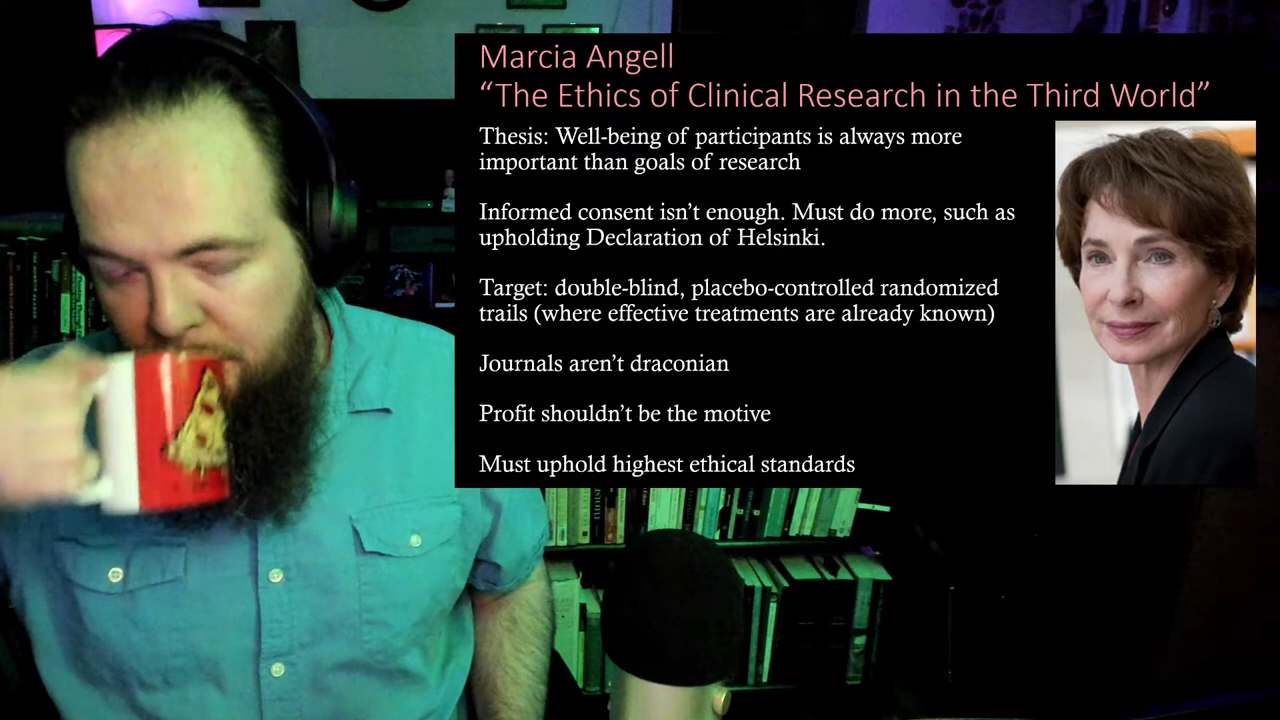 Marcia Angell
“The Ethics of Clinical Research in the Third World”
Thesis: Well-being of participants is always more
important than goals of research
Informed consent isn’t enough. Must do more, such as
upholding Declaration of Helsinki.
Target: double-blind, placebo-controlled randomized
trails (where effective treatments are already known)
Journals aren’t draconian
Profit shouldn’t be the motive
Must uphold highest ethical standards